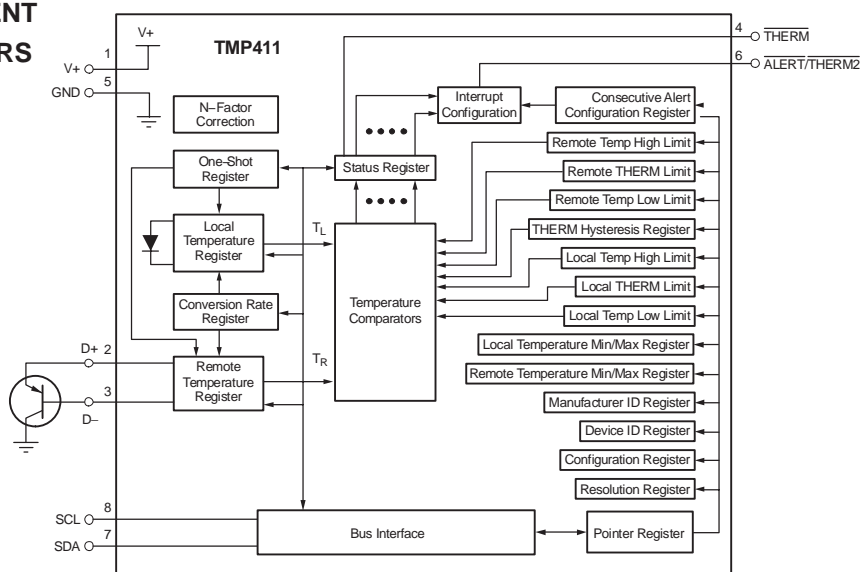 ENT
RS
V+
TMP411
1
V+
5
GND
4
THERM
6
ALERT/THERM2
N–Factor
Correction
Interrupt
Configuration
Consecutive Alert
Configuration Register
One–Shot
Register
Status Register
Remote Temp High Limit
Remote THERM Limit
Remote Temp Low Limit
THERM Hysteresis Register
Local Temp High Limit
Local THERM Limit
Local Temp Low Limit
Local Temperature Min/Max Register
Remote Temperature Min/Max Register
Manufacturer ID Register
Device ID Register
Configuration Register
Resolution Register
Local
Temperature
Register
TL
Conversion Rate
Register
Temperature
Comparators
D+ 2
3
D–
Remote
Temperature
Register
TR
8
SCL
7
SDA
Bus Interface
Pointer Register